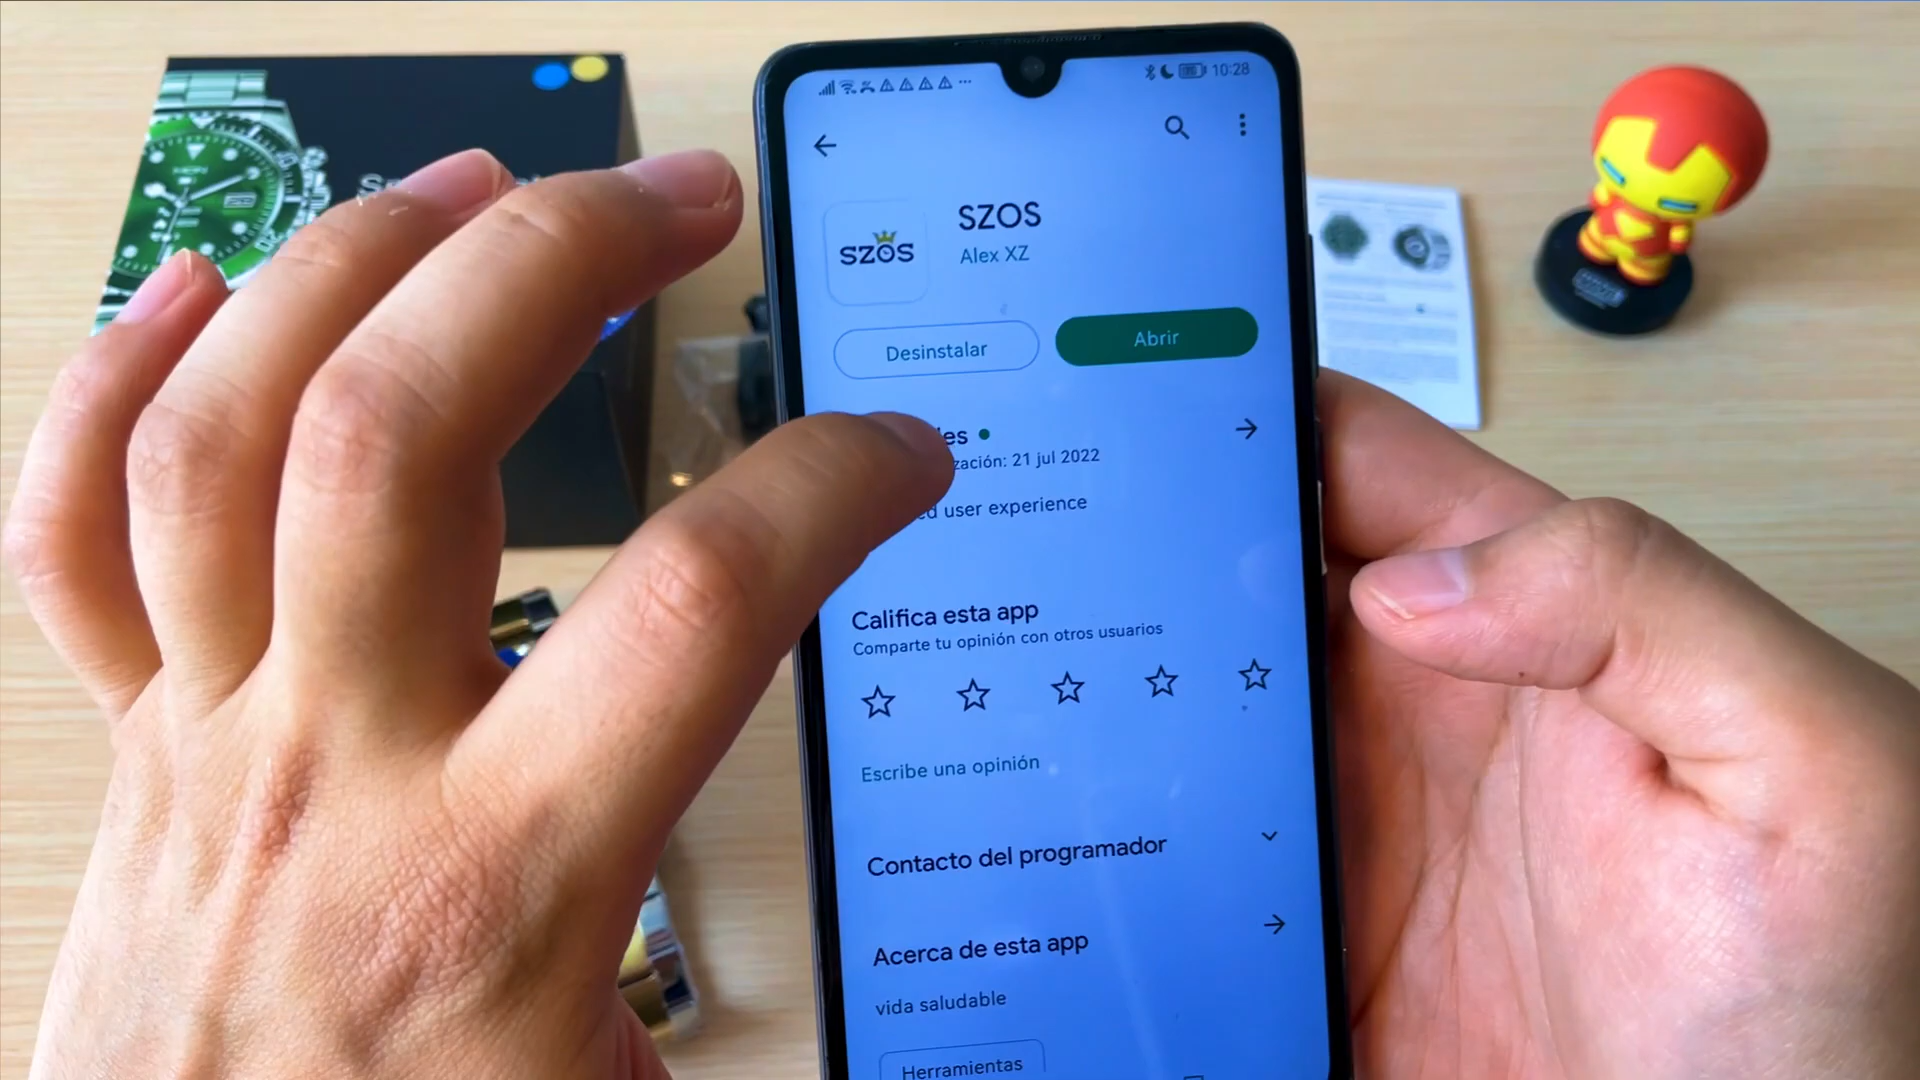 10:28
SZOS
SZOS
Alex XZ
Desinstalar
Abrir
es
zación: 21 jul 2022
ed user experience
Califica esta app
Comparte tu opinión con otros usuarios
Escribe una opinión
Contacto del programador
Acerca de esta app
vida saludable
Herramientas